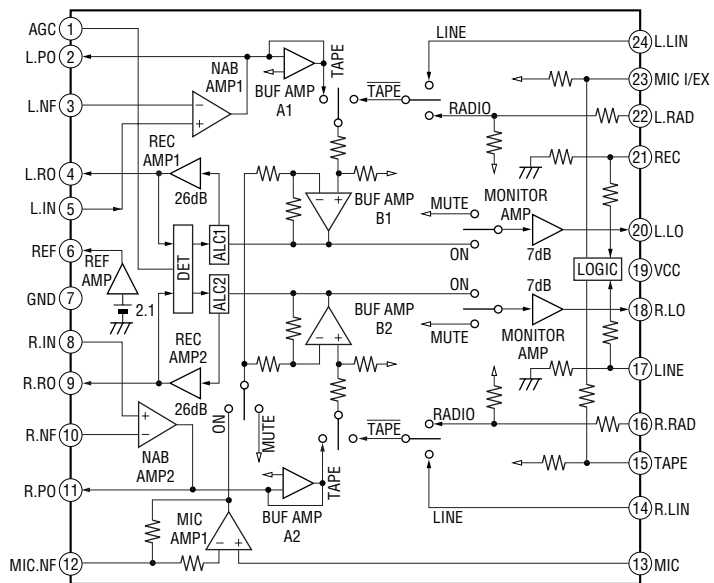 AGC 1
L.PO 2
L.NF 3
L.RO 4
L.IN 5
REF 6
GND 7
R.IN 8
R.RO 9
R.NF 10
R.PO 11
MIC.NF 12
NAB
AMP1
BUF AMP
A1
TAPE
TAPE
LINE
RADIO
REC
AMP1
26dB
DET
ALC1
ALC2
BUF AMP
B1
MUTE
ON
MONITOR
AMP
7dB
LOGIC
REF
AMP
2.1
BUF AMP
B2
ON
MUTE
7dB
MONITOR
AMP
REC
AMP2
26dB
ON
MUTE
NAB
AMP2
TAPE
TAPE
RADIO
LINE
BUF AMP
A2
MIC
AMP1
24 L.LIN
23 MIC I/EX
22 L.RAD
21 REC
20 L.LO
19 VCC
18 R.LO
17 LINE
16 R.RAD
15 TAPE
14 R.LIN
13 MIC